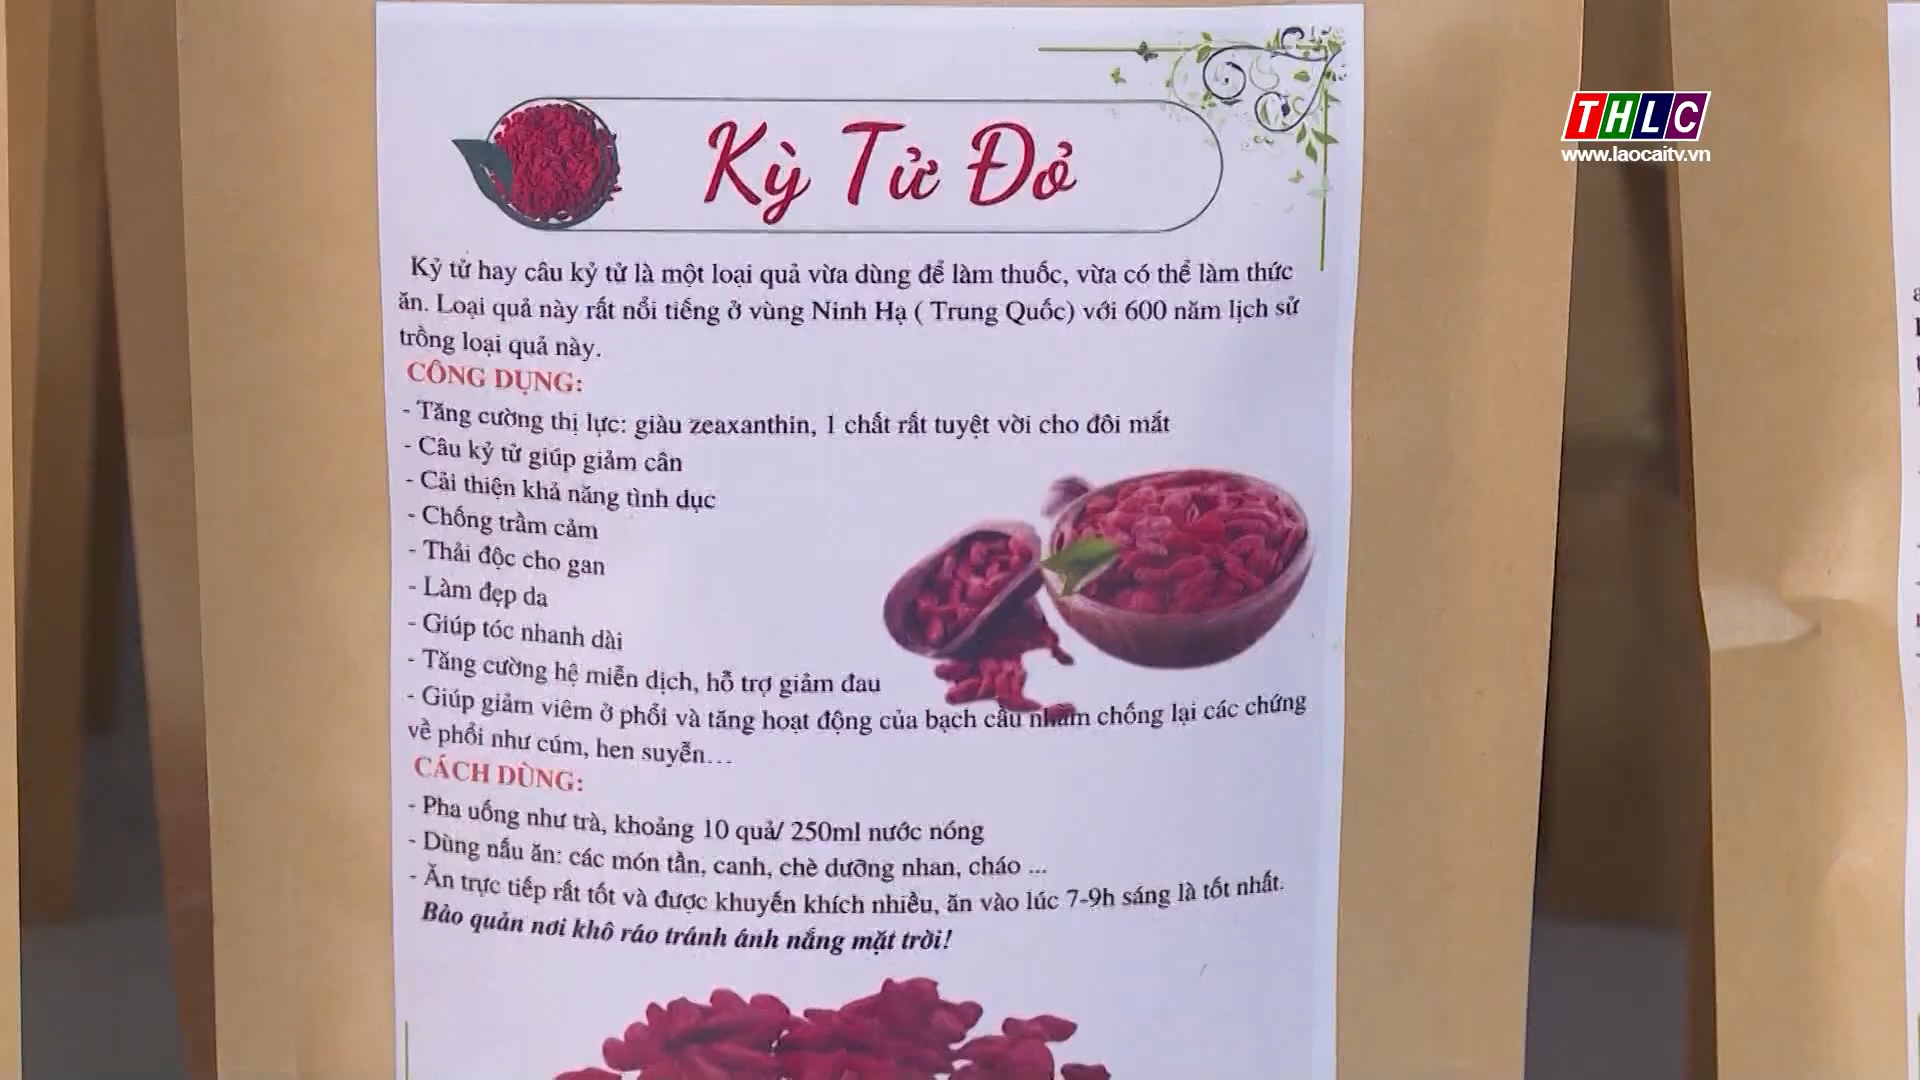 THLC
www.laocaitv.vn
Kỳ Tử Đỏ
Kỷ tử hay câu kỷ tử là một loại quả vừa dùng để làm thuốc, vừa có thể làm thức
ăn. Loại quả này rất nổi tiếng ở vùng Ninh Hạ ( Trung Quốc) với 600 năm lịch sử
trồng loại quả này.
CÔNG DỤNG:
- Tăng cường thị lực: giàu zeaxanthin, 1 chất rất tuyệt vời cho đôi mắt
- Câu kỷ tử giúp giảm cân
- Cải thiện khả năng tình dục
- Chống trầm cảm
- Thải độc cho gan
- Làm đẹp da
- Giúp tóc nhanh dài
- Tăng cường hệ miễn dịch, hỗ trợ giảm đau
- Giúp giảm viêm ở phổi và tăng hoạt động của bạch cầu nhằm chống lại các chứng
về phổi như cúm, hen suyễn...
CÁCH DÙNG:
- Pha uống như trà, khoảng 10 quả/ 250ml nước nóng
- Dùng nấu ăn: các món tần, canh, chè dưỡng nhan, cháo ...
- Ăn trực tiếp rất tốt và được khuyến khích nhiều, ăn vào lúc 7-9h sáng là tốt nhất.
Bảo quản nơi khô ráo tránh ánh nắng mặt trời!